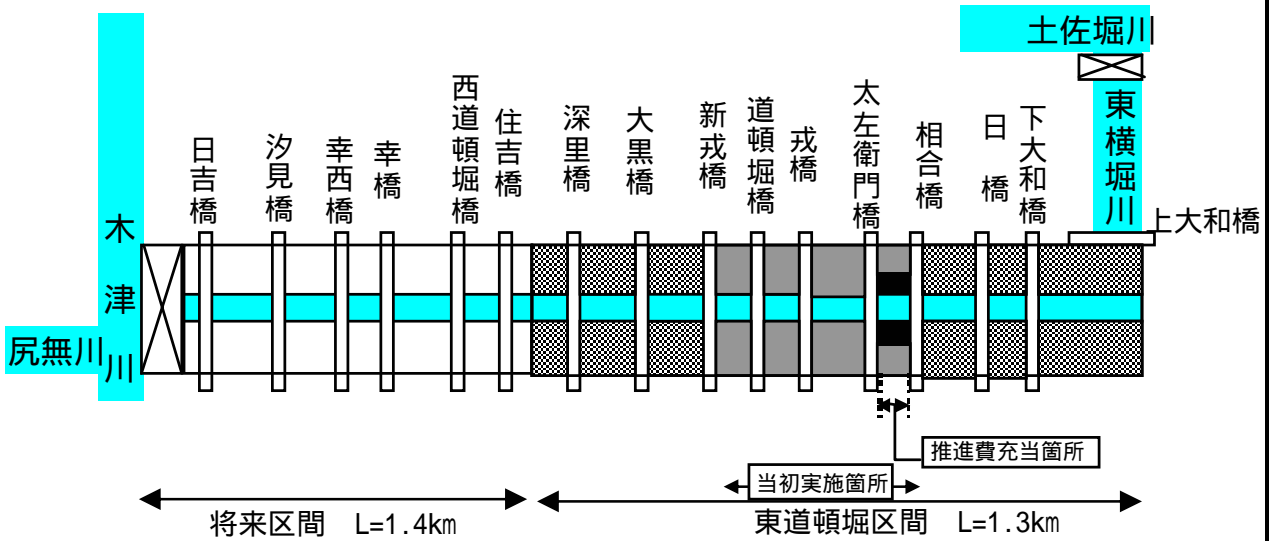 土佐堀川
東横堀川
上大和橋
日吉橋
汐見橋
幸西橋
幸橋
西道頓堀橋
住吉橋
深里橋
大黒橋
新戎橋
道頓堀橋
戎橋
太左衛門橋
相合橋
日 橋
下大和橋
木津川
尻無川
推進費充当箇所
当初実施箇所
将来区間 L=1.4km
東道頓堀区間 L=1.3km